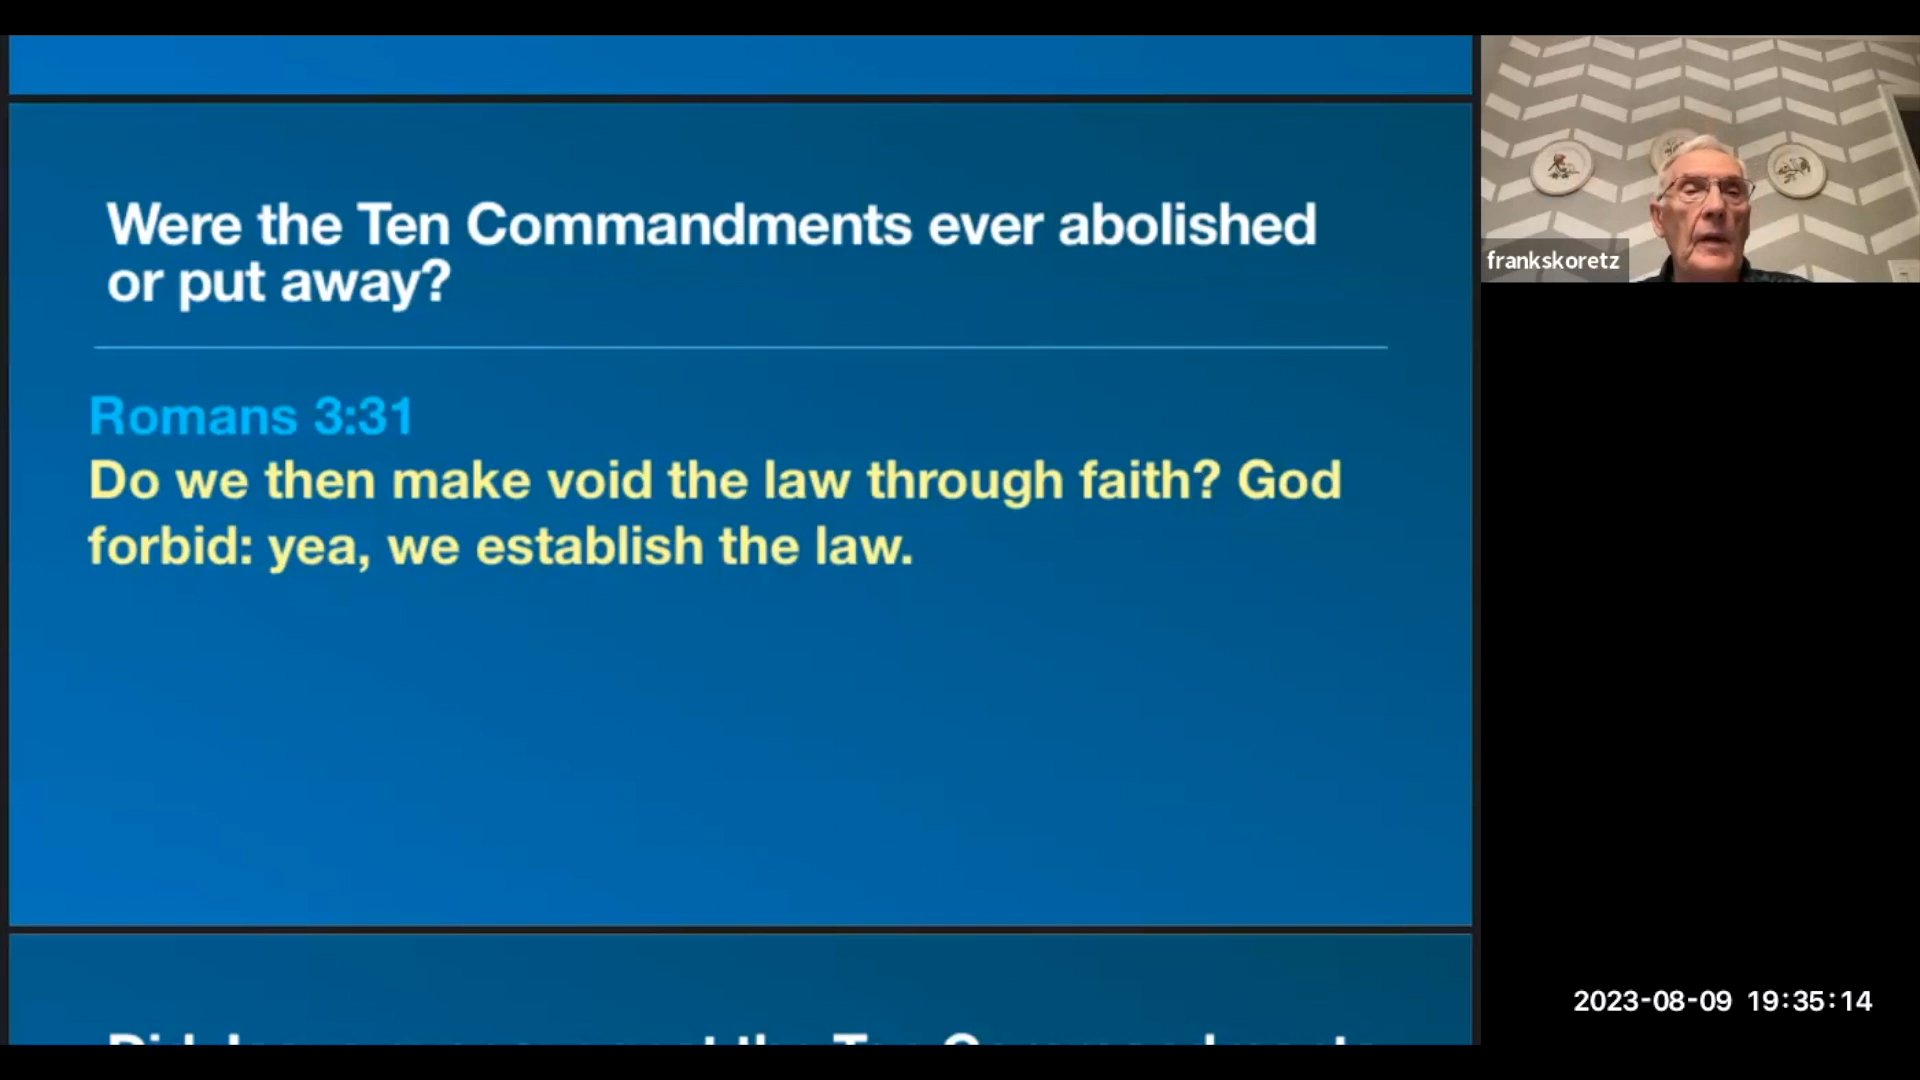 Were the Ten Commandments ever abolished
or put away?
Romans 3:31
Do we then make void the law through faith? God
forbid: yea, we establish the law.
frankskoretz
2023-08-09 19:35:14